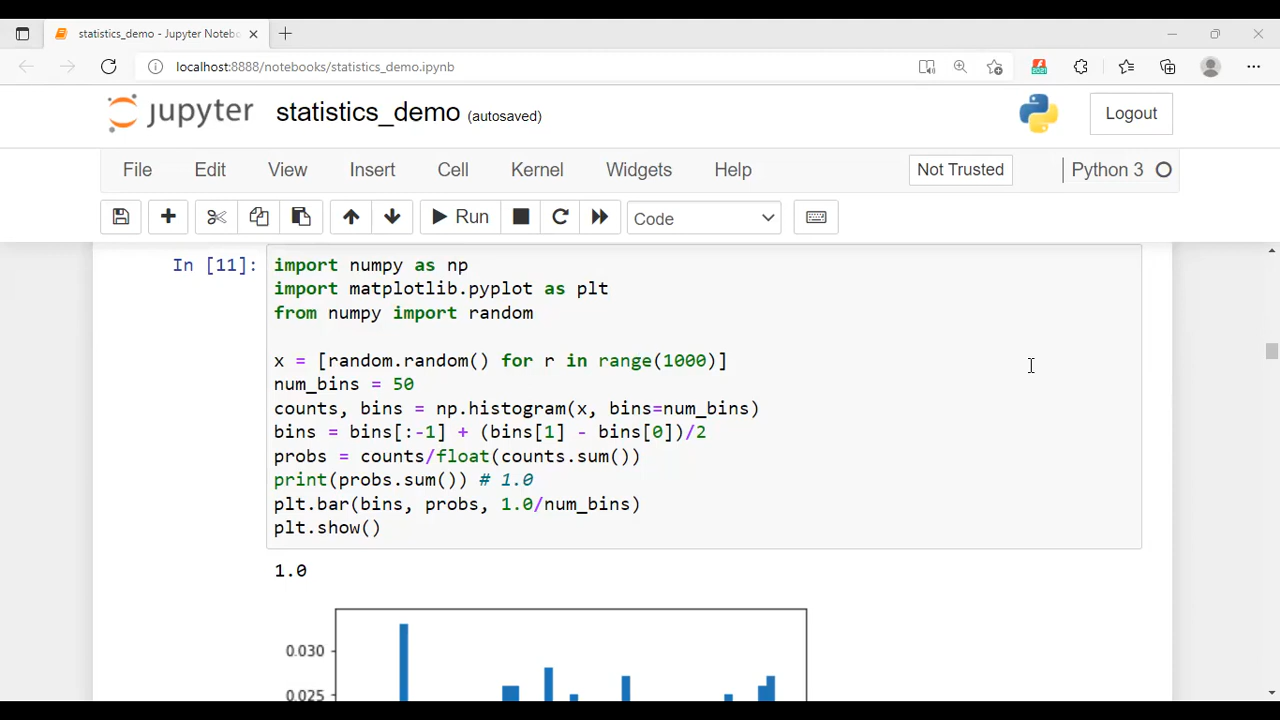 statistics_demo - Jupyter Notebo
localhost:8888/notebooks/statistics_demo.ipynb
jupyter statistics_demo (autosaved) Logout
File Edit View Insert Cell Kernel Widgets Help Not Trusted Python 3
Run Code
In [11]: import numpy as np
import matplotlib.pyplot as plt
from numpy import random
x = [random.random() for r in range(1000)]
num_bins = 50
counts, bins = np.histogram(x, bins=num_bins)
bins = bins[:-1] + (bins[1] - bins[0])/2
probs = counts/float(counts.sum())
print(probs.sum()) # 1.0
plt.bar(bins, probs, 1.0/num_bins)
plt.show()
1.0
0.030
0.025